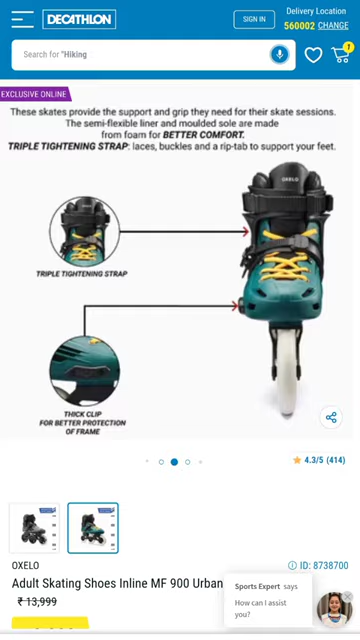 DECATHLON
SIGN IN
Delivery Location
560002 CHANGE
Search for "Hiking
1
EXCLUSIVE ONLINE
These skates provide the support and grip they need for their skate sessions.
The semi-flexible liner and moulded sole are made
from foam for BETTER COMFORT.
TRIPLE TIGHTENING STRAP: laces, buckles and a rip-tab to support your feet.
OXELO
TRIPLE TIGHTENING STRAP
THICK CLIP
FOR BETTER PROTECTION
OF FRAME
4.3/5 (414)
OXELO
ID: 8738700
Adult Skating Shoes Inline MF 900 Urban
₹ 13,999
Sports Expert says
How can I assist
you?